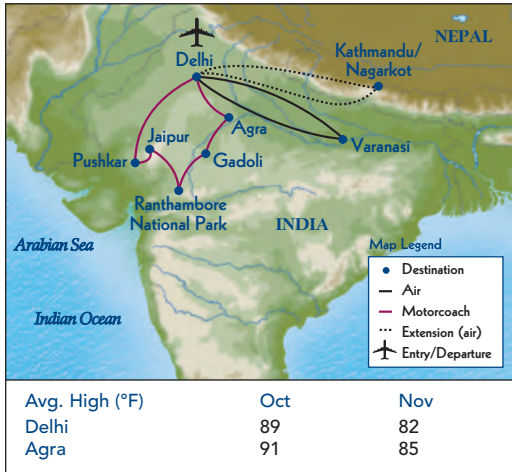 NEPAL
Delhi
Kathmandu/
Nagarkot
Agra
Varanasi
Jaipur
Pushkar
Gadoli
Ranthambore
National Park
INDIA
Arabian Sea
Indian Ocean
Map Legend
Destination
Air
Motorcoach
Extension (air)
Entry/Departure
Avg. High (°F) Oct Nov
Delhi 89 82
Agra 91 85